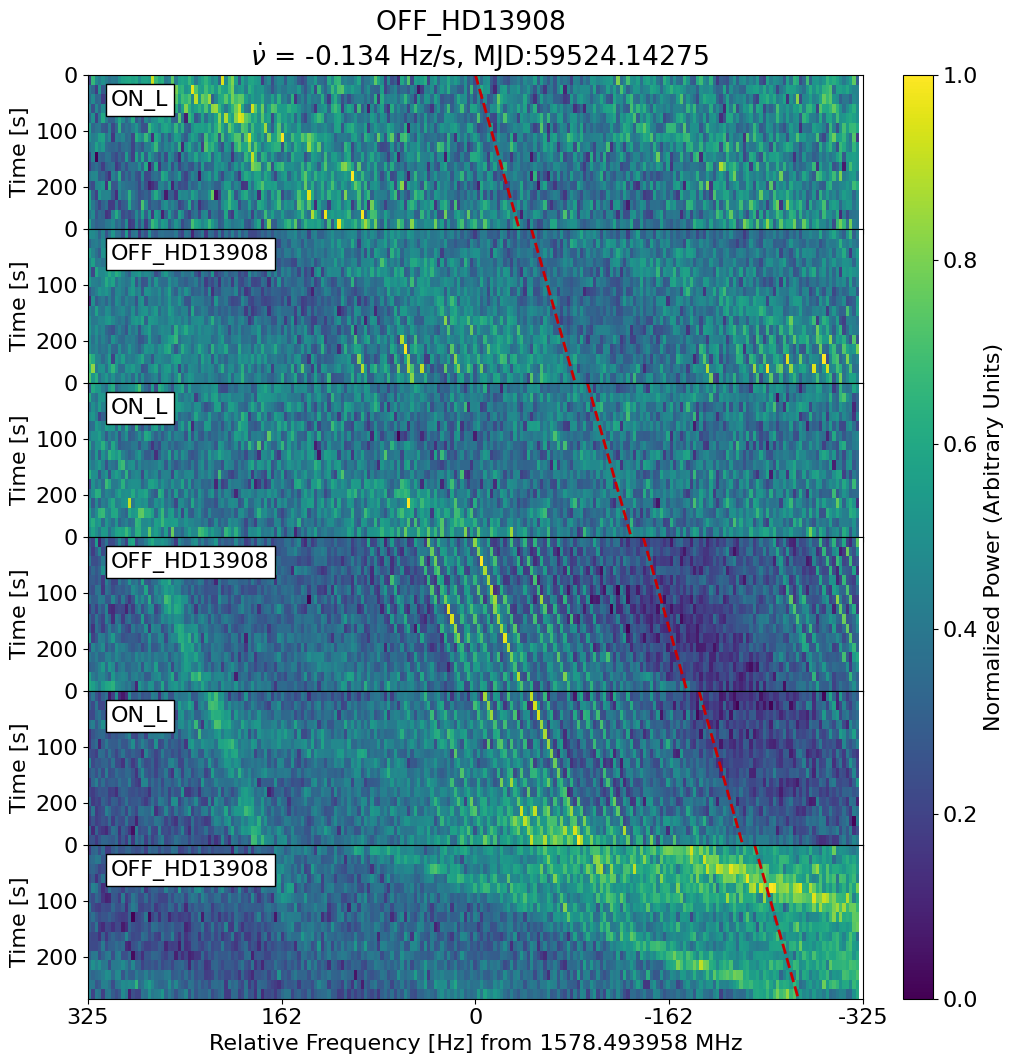 OFF_HD13908
ν̇ = -0.134 Hz/s, MJD:59524.14275
0
100
200
Time [s]
ON_L
0
100
200
Time [s]
OFF_HD13908
0
100
200
Time [s]
ON_L
0
100
200
Time [s]
OFF_HD13908
0
100
200
Time [s]
ON_L
0
100
200
Time [s]
OFF_HD13908
325 162 0 -162 -325
Relative Frequency [Hz] from 1578.493958 MHz
1.0
0.8
0.6
0.4
0.2
0.0
Normalized Power (Arbitrary Units)